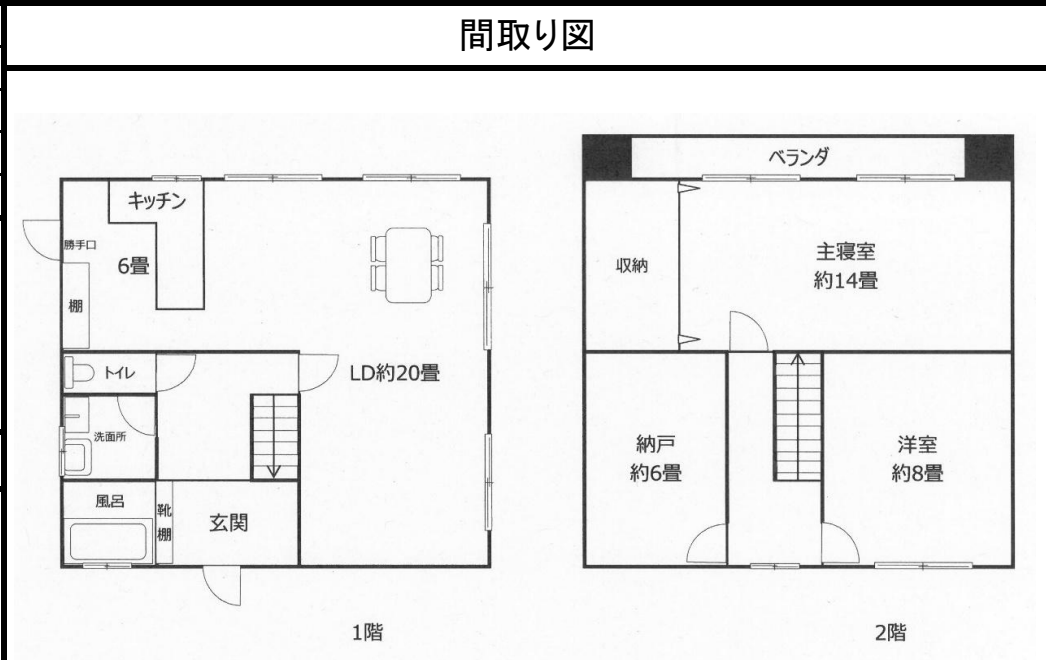 間取り図
キッチン
勝手口
6畳
棚
トイレ
LD約20畳
洗面所
風呂
靴棚
玄関
1階
ベランダ
収納
主寝室
約14畳
納戸
約6畳
洋室
約8畳
2階